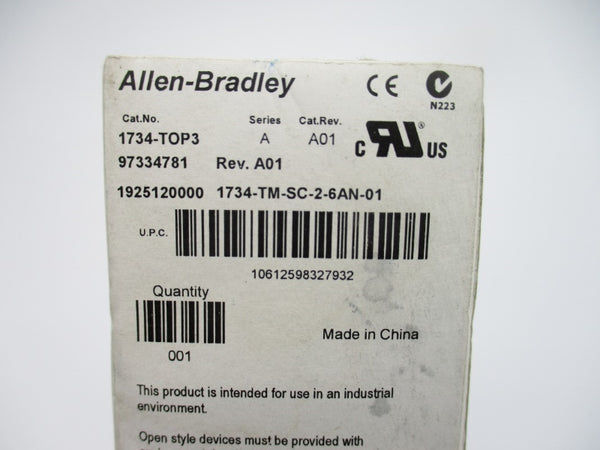 Allen-Bradley
N223
Cat.No. Series Cat.Rev.
1734-TOP3 A A01
C RU® US
97334781 Rev. A01
1925120000 1734-TM-SC-2-6AN-01
U.P.C.
10612598327932
Quantity
001
Made in China
This product is intended for use in an industrial
environment.
Open style devices must be provided with